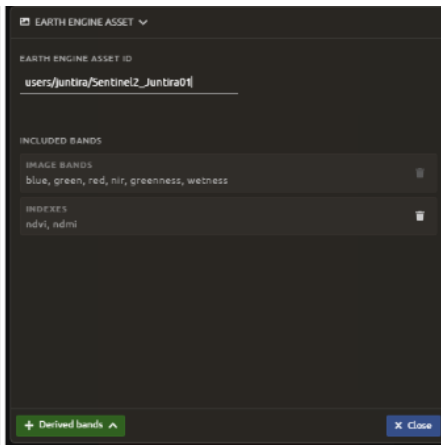 EARTH ENGINE ASSET
EARTH ENGINE ASSET ID
users/juntira/Sentinel2_Juntira01
INCLUDED BANDS
IMAGE BANDS
blue, green, red, nir, greenness, wetness
INDEXES
ndvi, ndmi
+ Derived bands
X Close